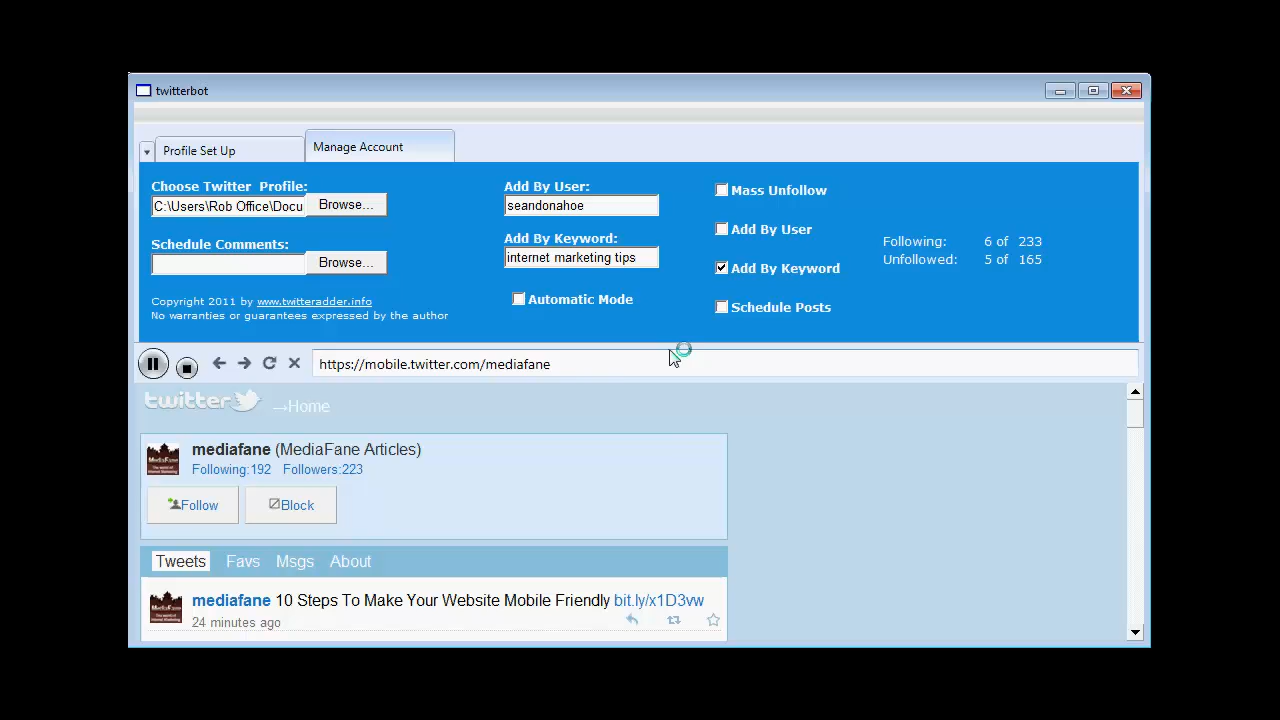 twitterbot
Profile Set Up
Manage Account
Choose Twitter  Profile:
C:\Users\Rob Office\Docu
Browse...
Schedule Comments:
Browse...
Copyright 2011 by www.twitteradder.info
No warranties or guarantees expressed by the author
Add By User:
seandonahoe
Add By Keyword:
internet marketing tips
Automatic Mode
Mass Unfollow
Add By User
Add By Keyword
Schedule Posts
Following: 6 of 233
Unfollowed: 5 of 165
https://mobile.twitter.com/mediafane
twitter →Home
mediafane (MediaFane Articles)
Following:192 Followers:223
Follow Block
Tweets Favs Msgs About
mediafane 10 Steps To Make Your Website Mobile Friendly bit.ly/x1D3vw
24 minutes ago